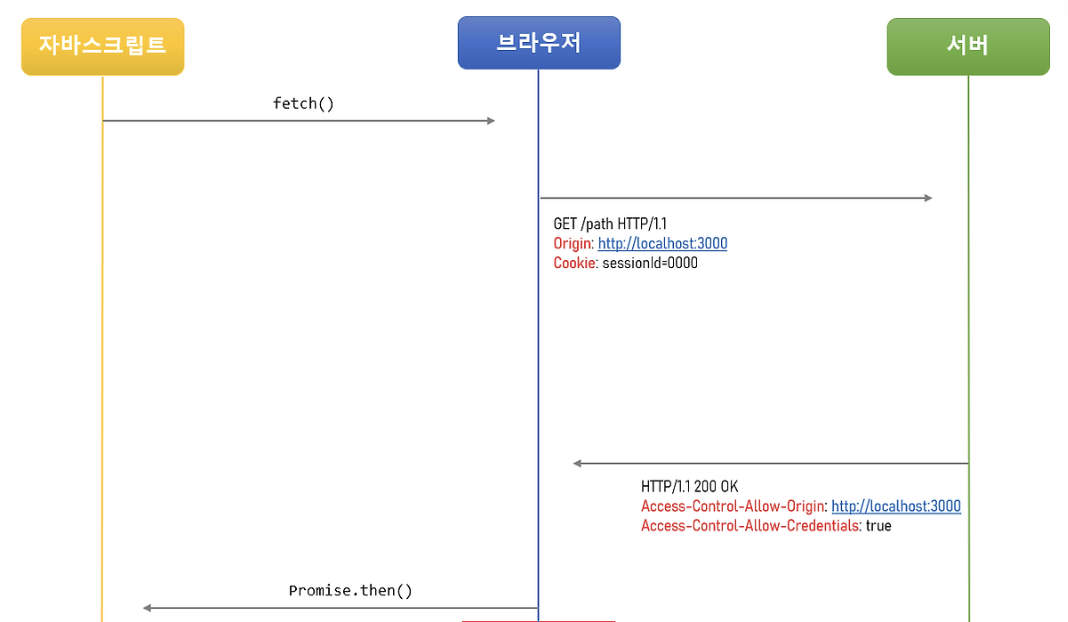 자바스크립트
브라우저
서버
fetch()
GET /path HTTP/1.1
Origin: http://localhost:3000
Cookie: sessionId=0000
HTTP/1.1 200 OK
Access-Control-Allow-Origin: http://localhost:3000
Access-Control-Allow-Credentials: true
Promise.then()